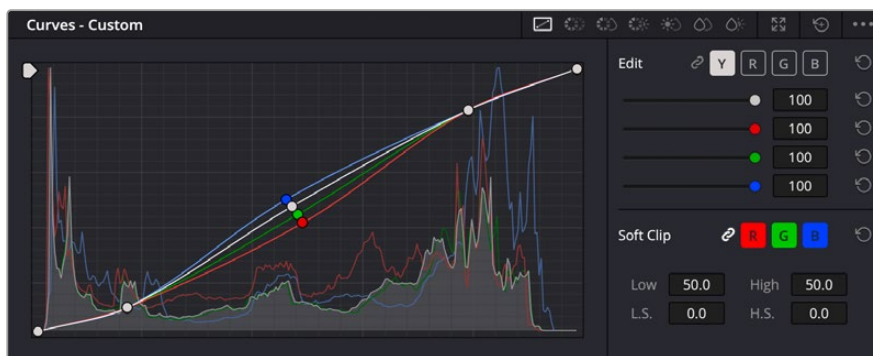 Curves - Custom
Edit Y R G B
100
100
100
100
Soft Clip R G B
Low 50.0 High 50.0
L.S. 0.0 H.S. 0.0